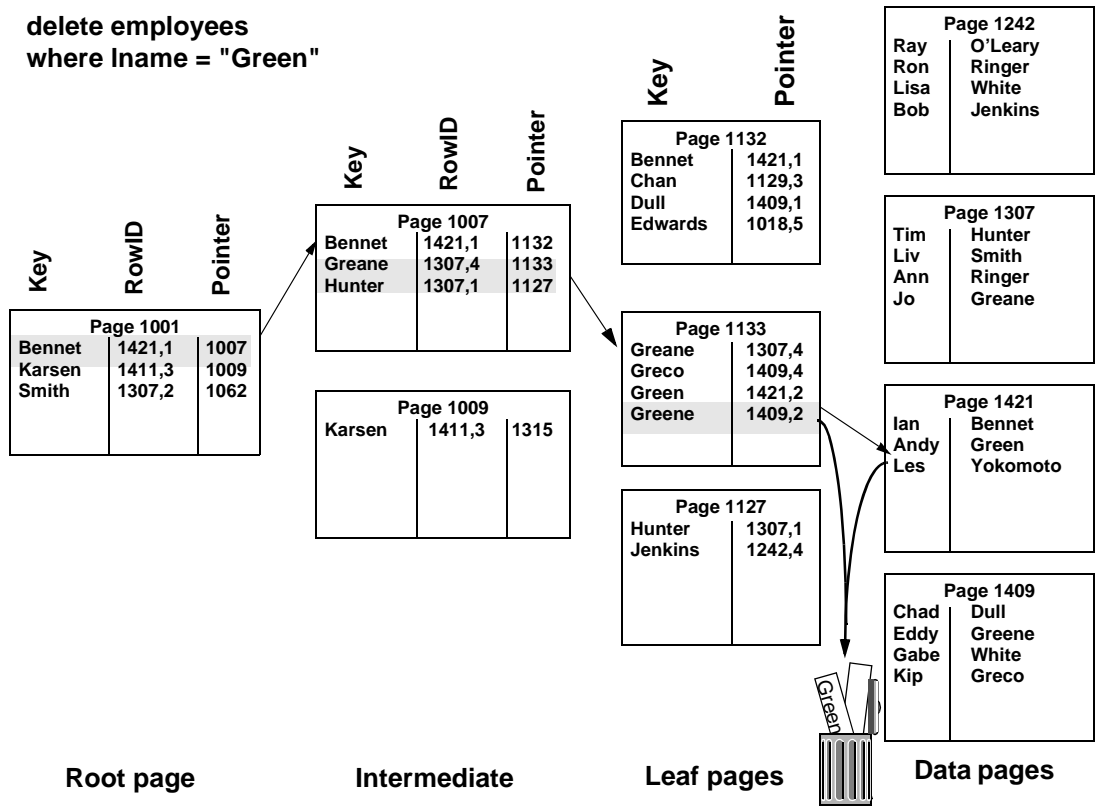 delete employees
where lname = "Green"
Key
RowID
Pointer
Page 1001
Bennet 1421,1 1007
Karsen 1411,3 1009
Smith 1307,2 1062
Root page
Key
RowID
Pointer
Page 1007
Bennet 1421,1 1132
Greane 1307,4 1133
Hunter 1307,1 1127
Page 1009
Karsen 1411,3 1315
Intermediate
Key
Pointer
Page 1132
Bennet 1421,1
Chan 1129,3
Dull 1409,1
Edwards 1018,5
Page 1133
Greane 1307,4
Greco 1409,4
Green 1421,2
Greene 1409,2
Page 1127
Hunter 1307,1
Jenkins 1242,4
Leaf pages
Green
Page 1242
Ray O’Leary
Ron Ringer
Lisa White
Bob Jenkins
Page 1307
Tim Hunter
Liv Smith
Ann Ringer
Jo Greane
Page 1421
Ian Bennet
Andy Green
Les Yokomoto
Page 1409
Chad Dull
Eddy Greene
Gabe White
Kip Greco
Data pages